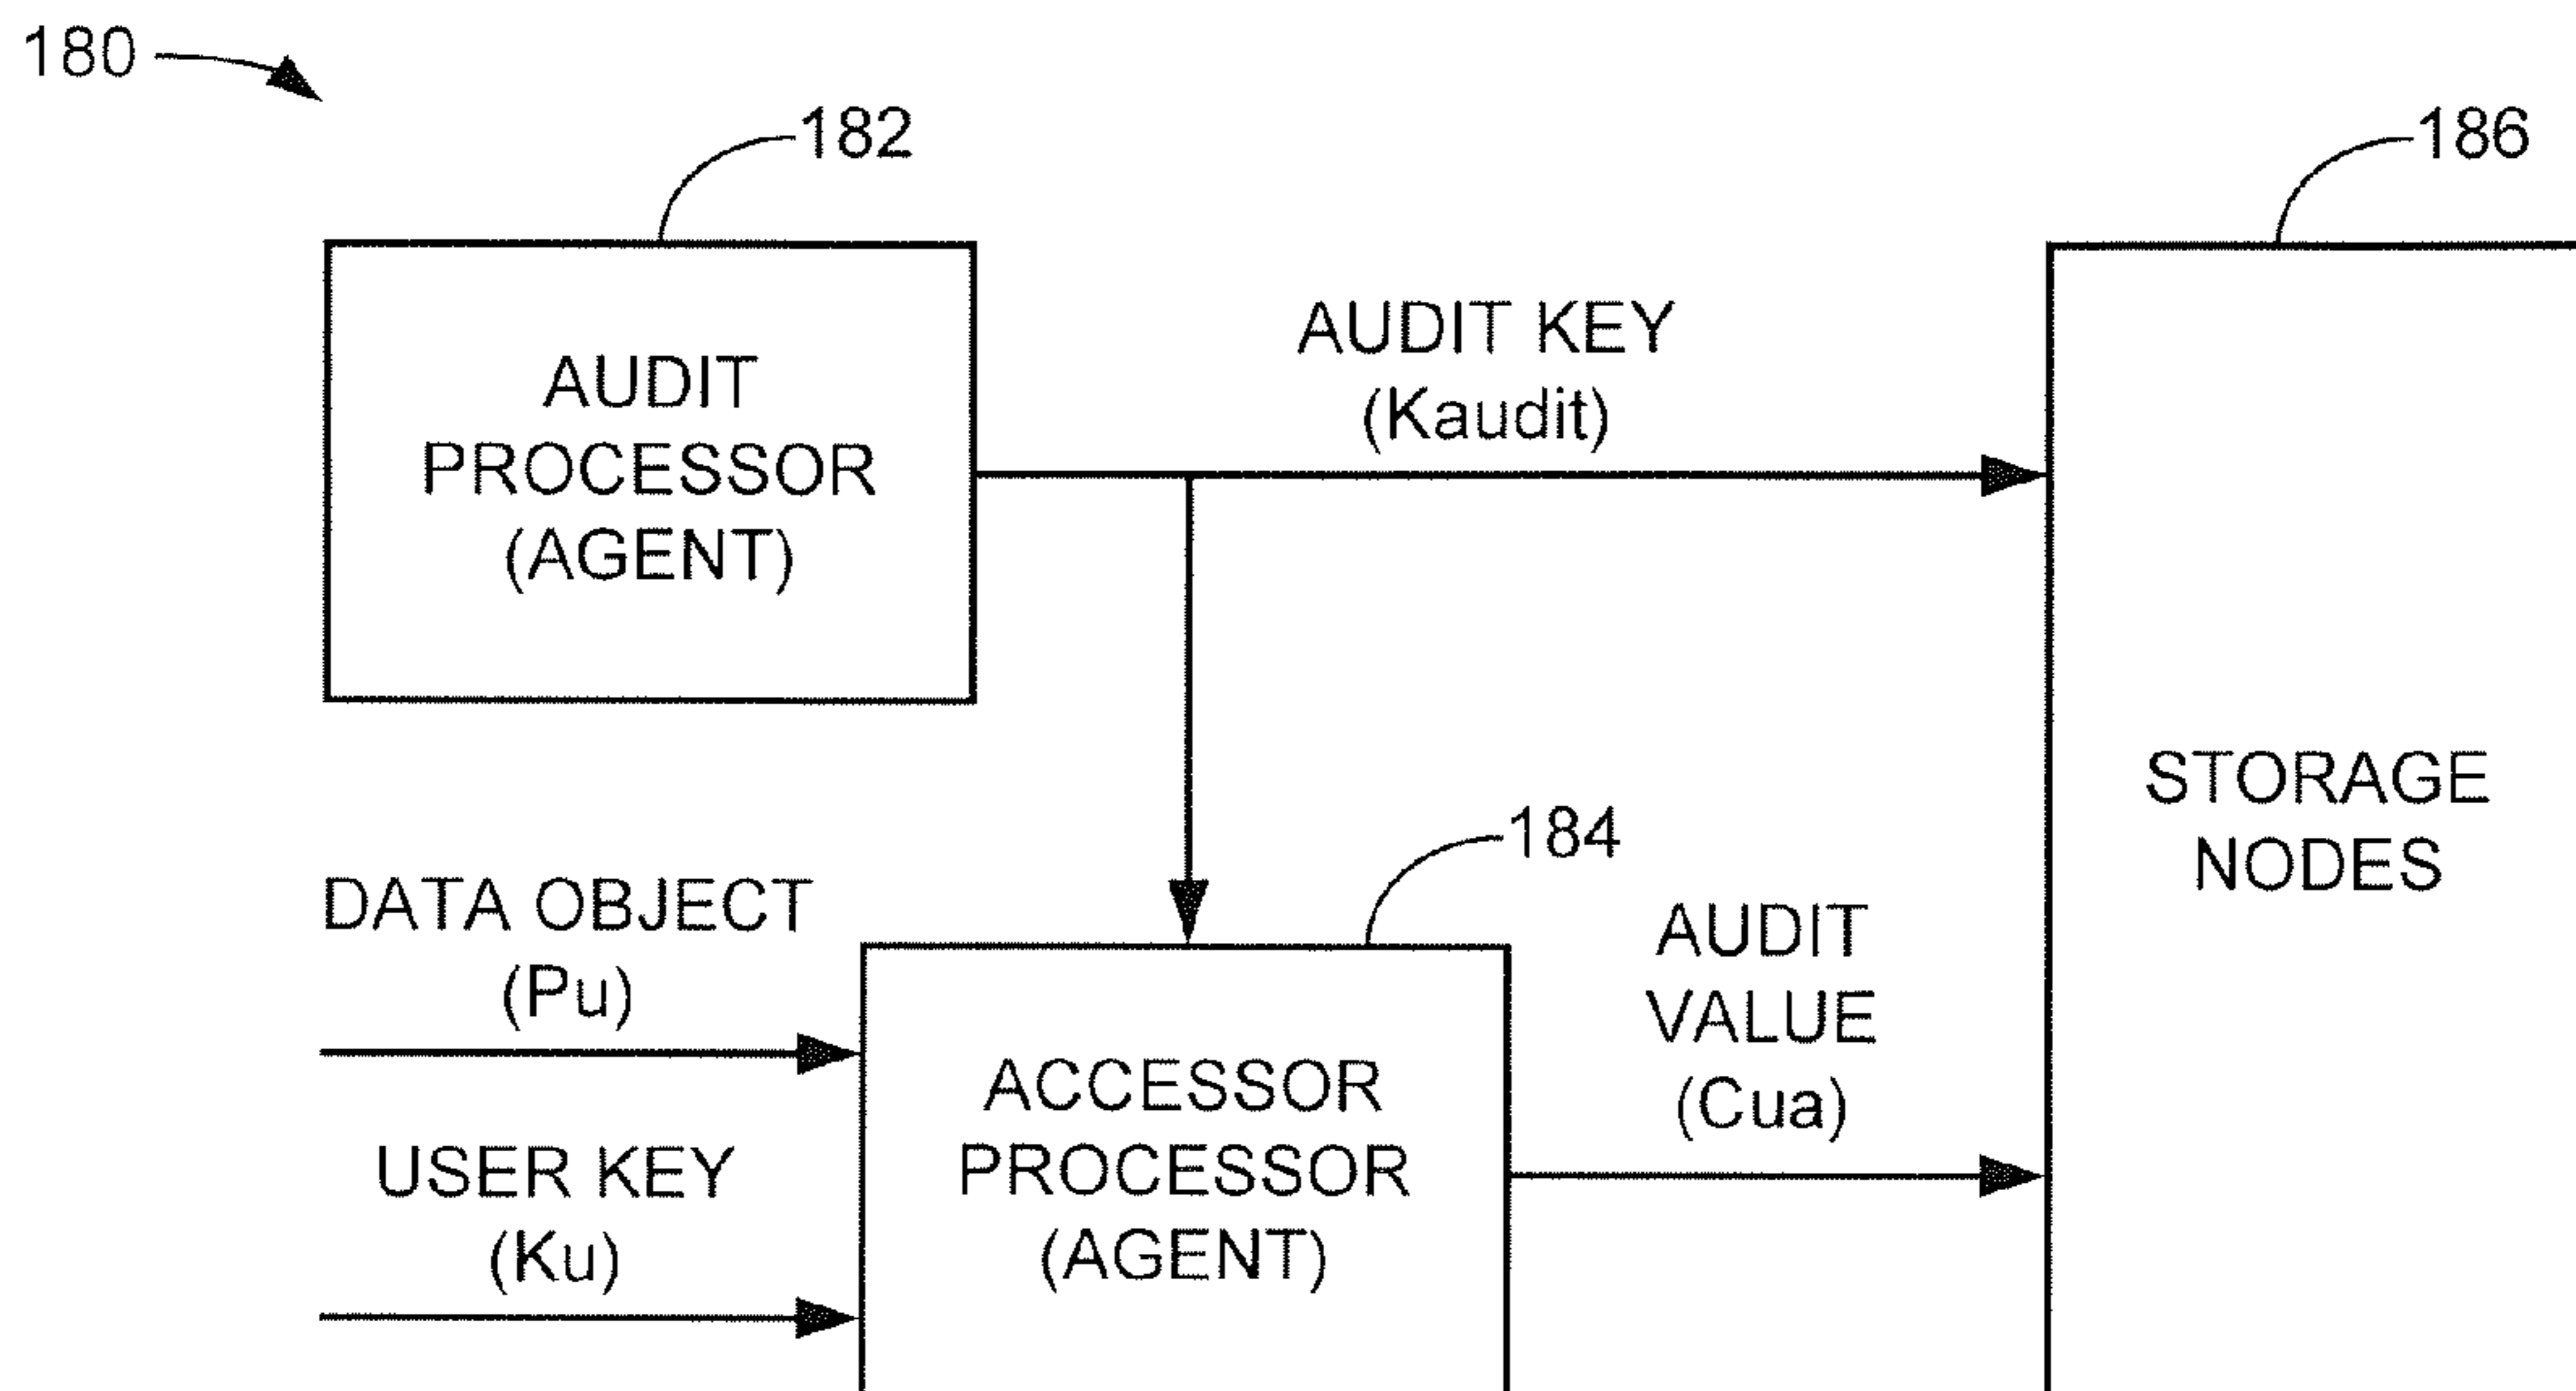 180
182
186
AUDIT
PROCESSOR
(AGENT)
AUDIT KEY
(Kaudit)
STORAGE
NODES
184
DATA OBJECT
(Pu)
USER KEY
(Ku)
ACCESSOR
PROCESSOR
(AGENT)
AUDIT
VALUE
(Cua)